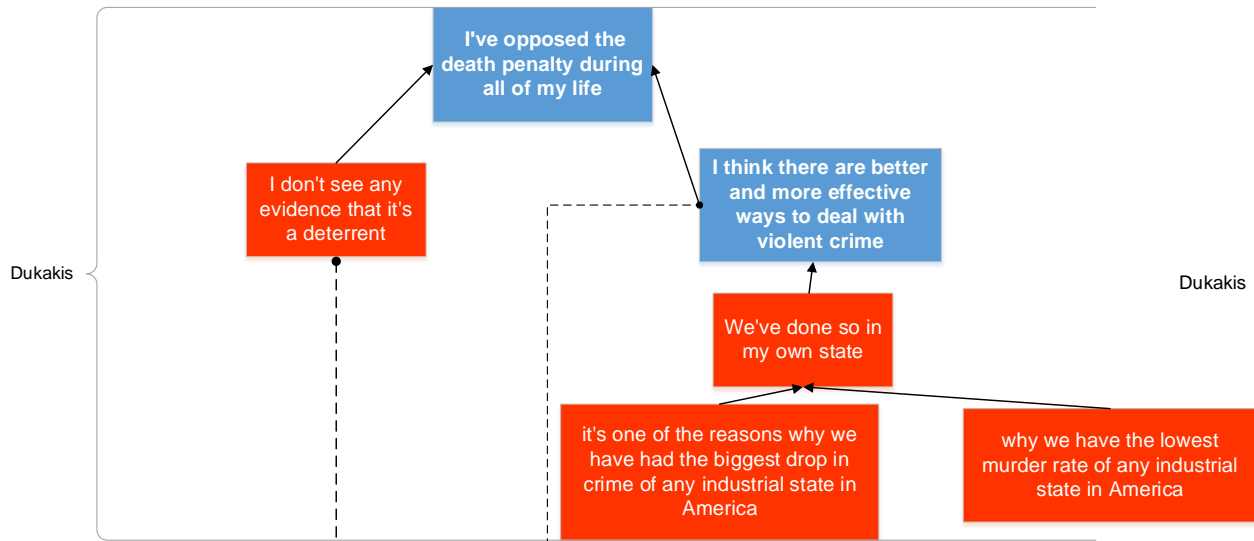 I've opposed the
death penalty during
all of my life
I think there are better
and more effective
ways to deal with
violent crime
I don't see any
evidence that it's
a deterrent
Dukakis
Dukakis
We've done so in
my own state
it's one of the reasons why we
have had the biggest drop in
crime of any industrial state in
America
why we have the lowest
murder rate of any industrial
state in America